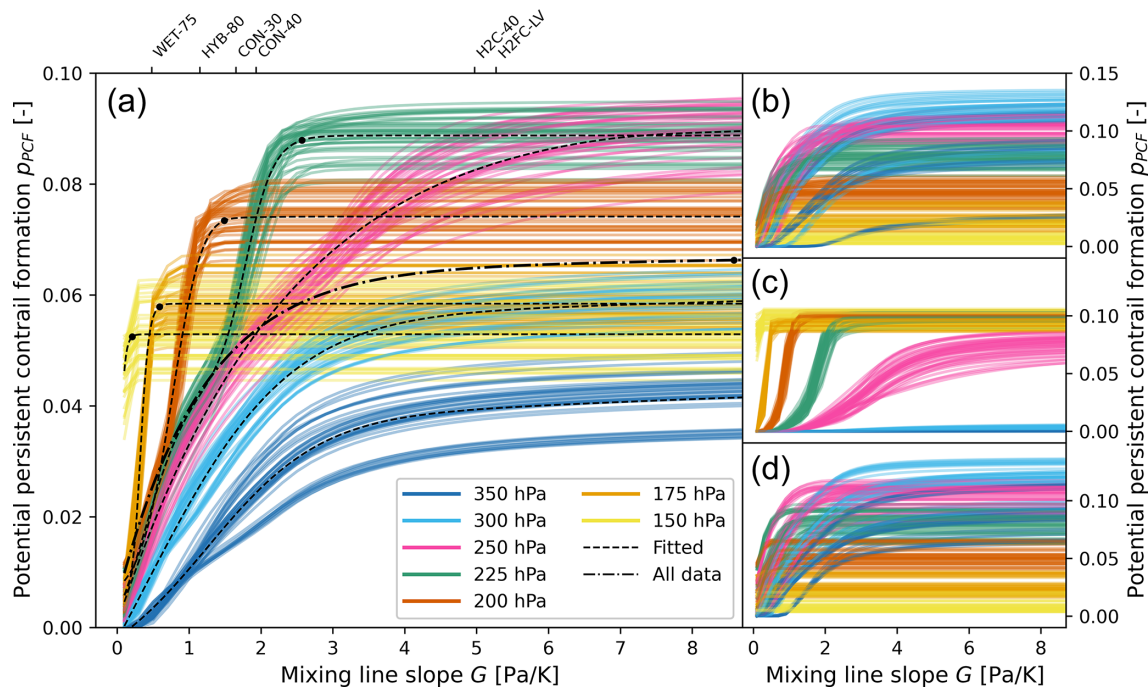 WET-75
HYB-80
CON-30
CON-40
H2C-40
H2FC-LV
(a)
(b)
(c)
(d)
Potential persistent contrail formation pPCF [-]
0.10
0.08
0.06
0.04
0.02
0.00
0 1 2 3 4 5 6 7 8
Mixing line slope G [Pa/K]
350 hPa
300 hPa
250 hPa
225 hPa
200 hPa
175 hPa
150 hPa
Fitted
All data
0.15
0.10
0.05
0.00
0.10
0.05
0.00
0.10
0.05
0.00
0 2 4 6 8
Mixing line slope G [Pa/K]
Potential persistent contrail formation pPCF [-]